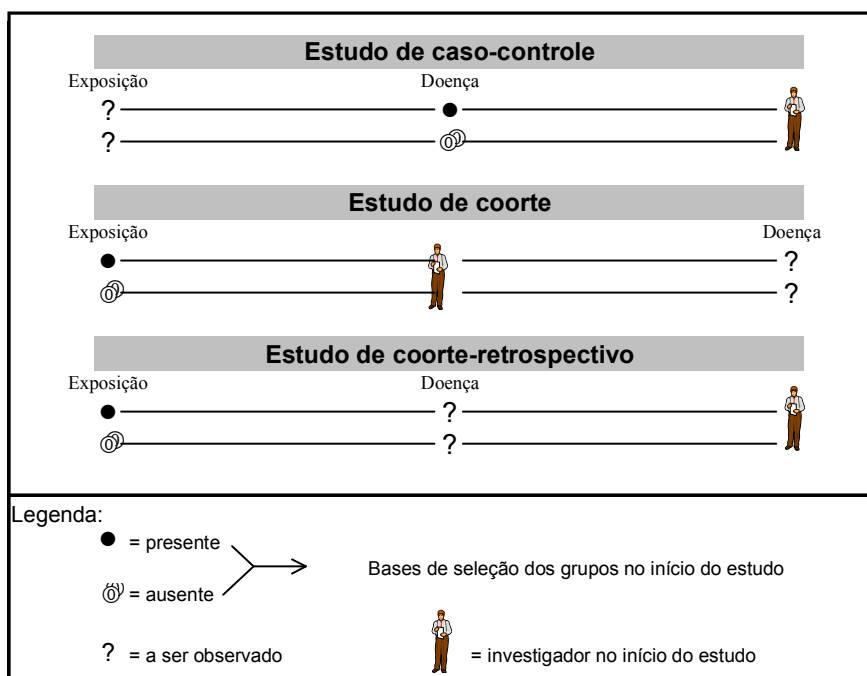 Estudo de caso-controle
Exposição Doença
?
?
Estudo de coorte
Exposição Doença
?
?
Estudo de coorte-retrospectivo
Exposição Doença
?
?
Legenda:
= presente
Bases de seleção dos grupos no início do estudo
= ausente
? = a ser observado = investigador no início do estudo